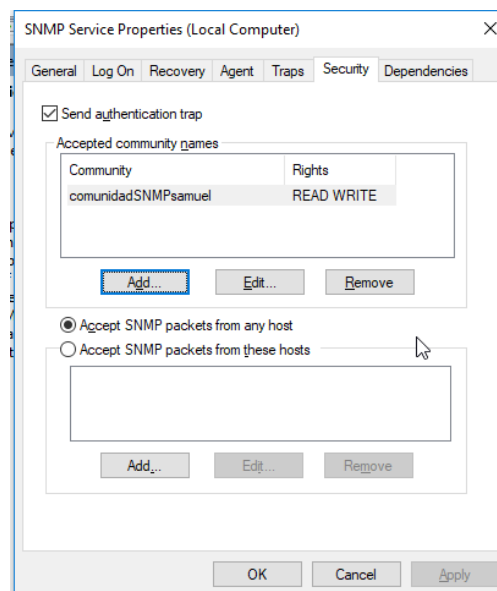 SNMP Service Properties (Local Computer)
General Log On Recovery Agent Traps Security Dependencies
Send authentication trap
Accepted community names
Community Rights
comunidadSNMPsamuel READ WRITE
Add... Edit... Remove
Accept SNMP packets from any host
Accept SNMP packets from these hosts
Add... Edit... Remove
OK Cancel Apply